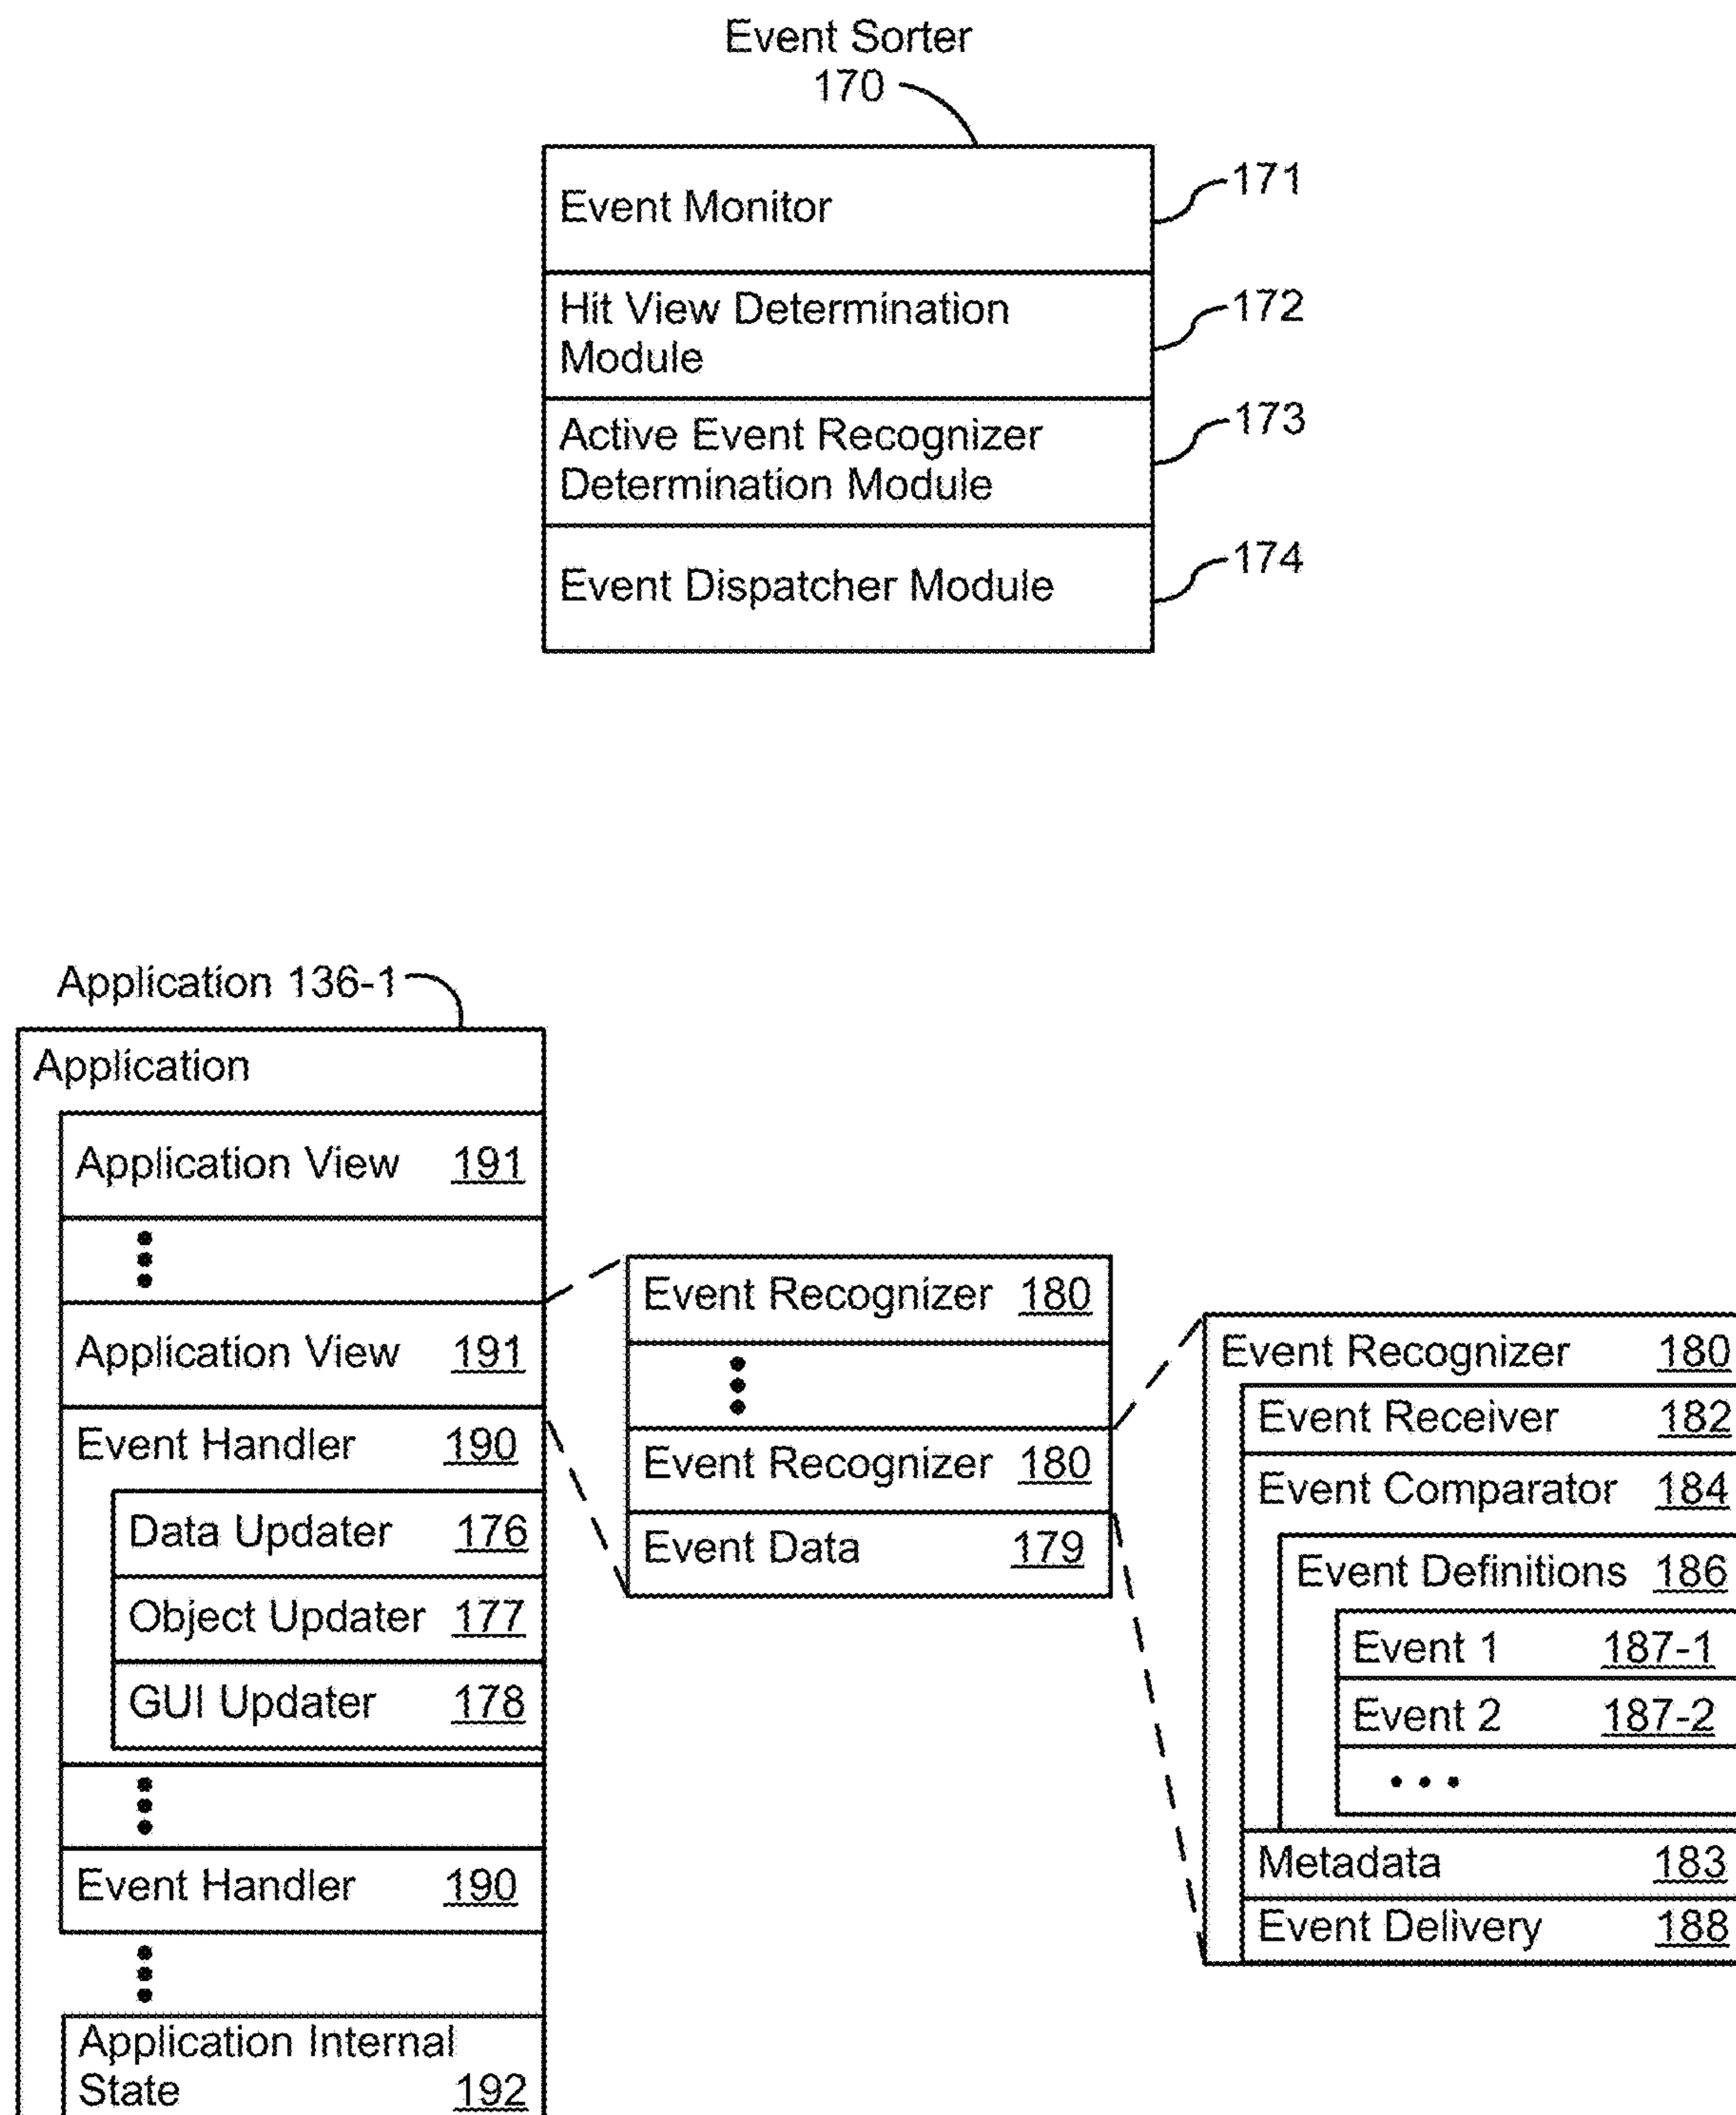 Event Sorter
170
Event Monitor
171
Hit View Determination
Module
172
Active Event Recognizer
Determination Module
173
Event Dispatcher Module
174
Application 136-1
Application
Application View 191
Application View 191
Event Handler 190
Data Updater 176
Object Updater 177
GUI Updater 178
Event Handler 190
Application Internal
State 192
Event Recognizer 180
Event Recognizer 180
Event Data 179
Event Recognizer 180
Event Receiver 182
Event Comparator 184
Event Definitions 186
Event 1 187-1
Event 2 187-2
Metadata 183
Event Delivery 188